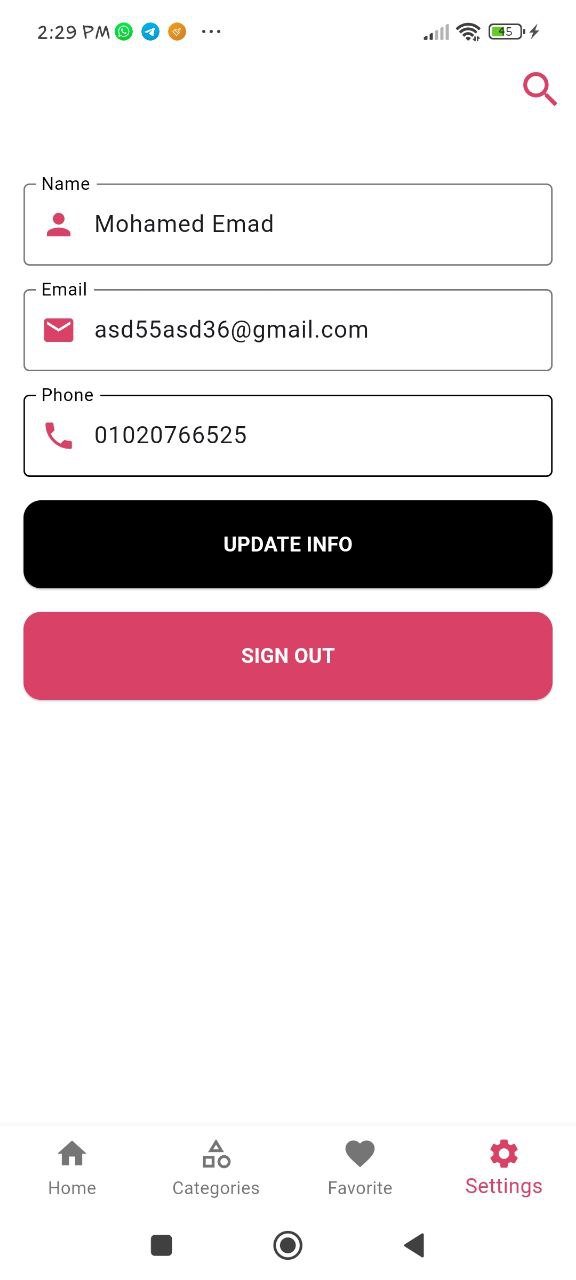 2:29 PM
45
Name
Mohamed Emad
Email
asd55asd36@gmail.com
Phone
01020766525
UPDATE INFO
SIGN OUT
Home
Categories
Favorite
Settings